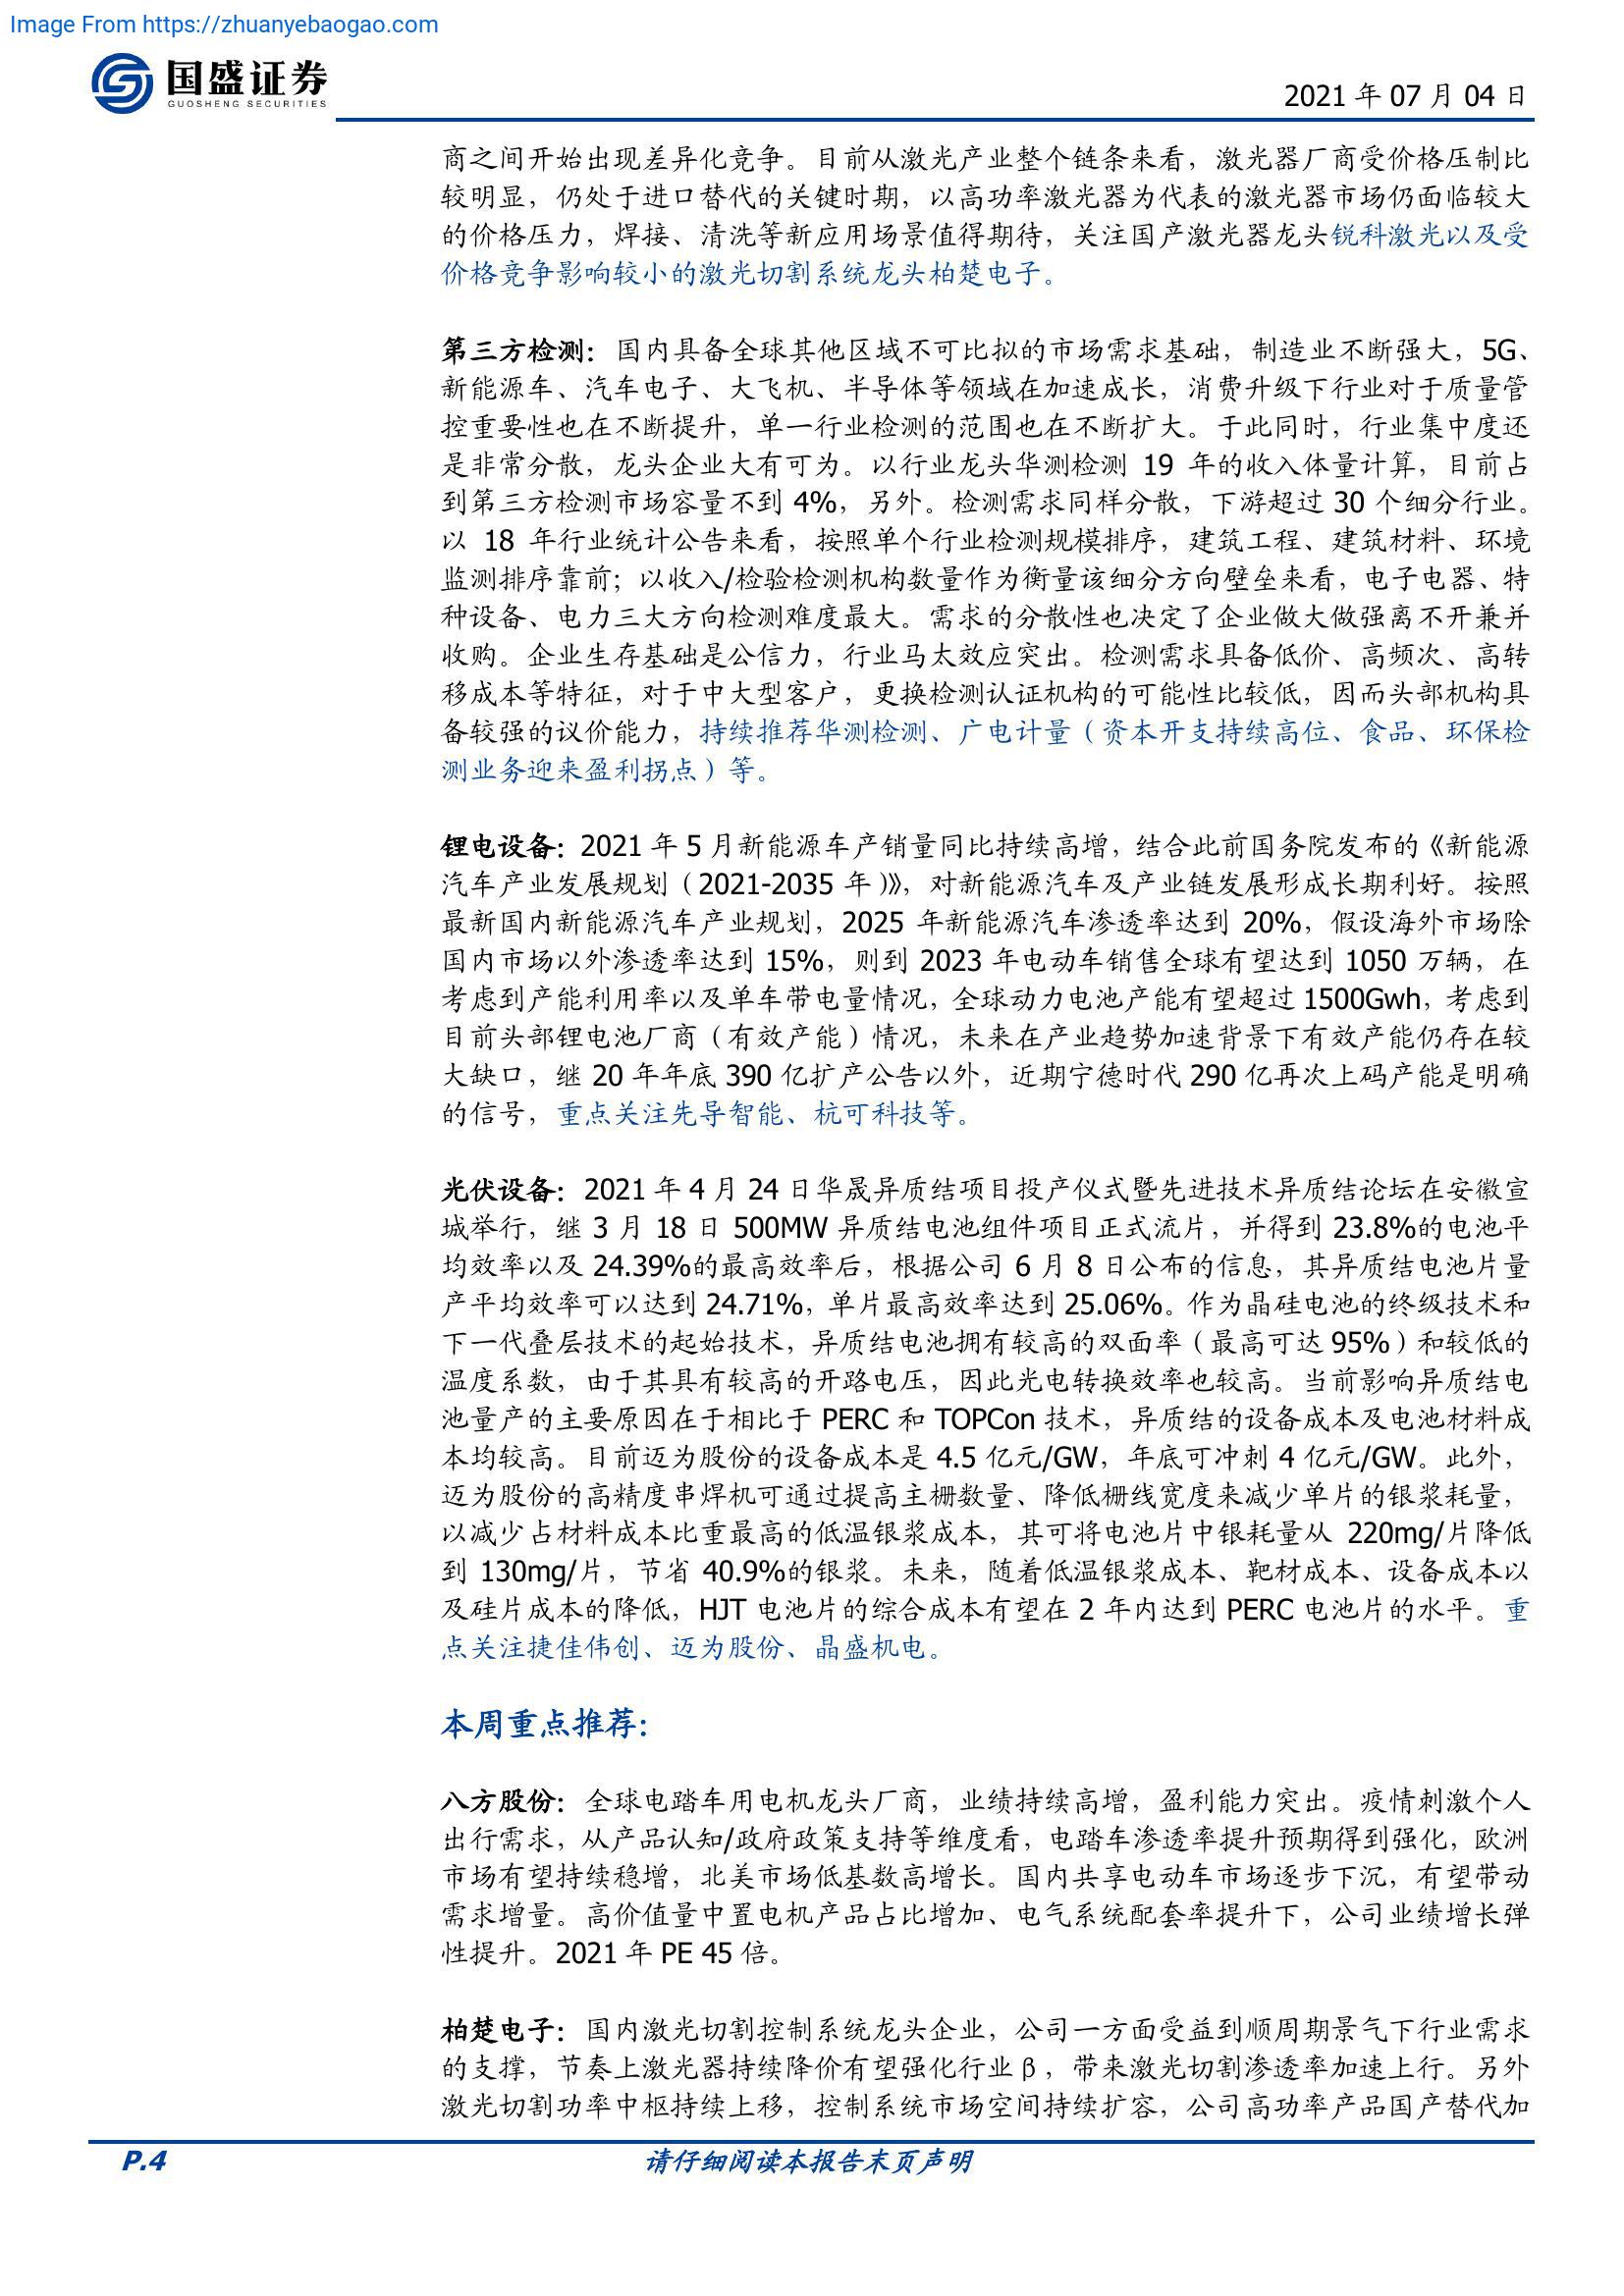 Image From https://zhuanyebaogao.com
国盛证券
GUOSHENG SECURITIES
2021 年 07 月 04 日
商之间开始出现差异化竞争。目前从激光产业整个链条来看，激光器厂商受价格压制比
较明显，仍处于进口替代的关键时期，以高功率激光器为代表的激光器市场仍面临较大
的价格压力，焊接、清洗等新应用场景值得期待，关注国产激光器龙头锐科激光以及受
价格竞争影响较小的激光切割系统龙头柏楚电子。
第三方检测：国内具备全球其他区域不可比拟的市场需求基础，制造业不断强大，5G、
新能源车、汽车电子、大飞机、半导体等领域在加速成长，消费升级下行业对于质量管
控重要性也在不断提升，单一行业检测的范围也在不断扩大。于此同时，行业集中度还
是非常分散，龙头企业大有可为。以行业龙头华测检测 19 年的收入体量计算，目前占
到第三方检测市场容量不到 4%，另外。检测需求同样分散，下游超过 30 个细分行业。
以 18 年行业统计公告来看，按照单个行业检测规模排序，建筑工程、建筑材料、环境
监测排序靠前；以收入/检验检测机构数量作为衡量该细分方向壁垒来看，电子电器、特
种设备、电力三大方向检测难度最大。需求的分散性也决定了企业做大做强离不开兼并
收购。企业生存基础是公信力，行业马太效应突出。检测需求具备低价、高频次、高转
移成本等特征，对于中大型客户，更换检测认证机构的可能性比较低，因而头部机构具
备较强的议价能力，持续推荐华测检测、广电计量（资本开支持续高位、食品、环保检
测业务迎来盈利拐点）等。
锂电设备：2021 年 5 月新能源车产销量同比持续高增，结合此前国务院发布的《新能源
汽车产业发展规划（2021-2035 年）》，对新能源汽车及产业链发展形成长期利好。按照
最新国内新能源汽车产业规划，2025 年新能源汽车渗透率达到 20%，假设海外市场除
国内市场以外渗透率达到 15%，则到 2023 年电动车销售全球有望达到 1050 万辆，在
考虑到产能利用率以及单车带电量情况，全球动力电池产能有望超过 1500Gwh，考虑到
目前头部锂电池厂商（有效产能）情况，未来在产业趋势加速背景下有效产能仍存在较
大缺口，继 20 年年底 390 亿扩产公告以外，近期宁德时代 290 亿再次上码产能是明确
的信号，重点关注先导智能、杭可科技等。
光伏设备：2021 年 4 月 24 日华晟异质结项目投产仪式暨先进技术异质结论坛在安徽宣
城举行，继 3 月 18 日 500MW 异质结电池组件项目正式流片，并得到 23.8%的电池平
均效率以及 24.39%的最高效率后，根据公司 6 月 8 日公布的信息，其异质结电池片量
产平均效率可以达到 24.71%，单片最高效率达到 25.06%。作为晶硅电池的终级技术和
下一代叠层技术的起始技术，异质结电池拥有较高的双面率（最高可达 95%）和较低的
温度系数，由于其具有较高的开路电压，因此光电转换效率也较高。当前影响异质结电
池量产的主要原因在于相比于 PERC 和 TOPCon 技术，异质结的设备成本及电池材料成
本均较高。目前迈为股份的设备成本是 4.5 亿元/GW，年底可冲刺 4 亿元/GW。此外，
迈为股份的高精度串焊机可通过提高主栅数量、降低栅线宽度来减少单片的银浆耗量，
以减少占材料成本比重最高的低温银浆成本，其可将电池片中银耗量从 220mg/片降低
到 130mg/片，节省 40.9%的银浆。未来，随着低温银浆成本、靶材成本、设备成本以
及硅片成本的降低，HJT 电池片的综合成本有望在 2 年内达到 PERC 电池片的水平。重
点关注捷佳伟创、迈为股份、晶盛机电。
本周重点推荐：
八方股份：全球电踏车用电机龙头厂商，业绩持续高增，盈利能力突出。疫情刺激个人
出行需求，从产品认知/政府政策支持等维度看，电踏车渗透率提升预期得到强化，欧洲
市场有望持续稳增，北美市场低基数高增长。国内共享电动车市场逐步下沉，有望带动
需求增量。高价值量中置电机产品占比增加、电气系统配套率提升下，公司业绩增长弹
性提升。2021 年 PE 45 倍。
柏楚电子：国内激光切割控制系统龙头企业，公司一方面受益到顺周期景气下行业需求
的支撑，节奏上激光器持续降价有望强化行业β，带来激光切割渗透率加速上行。另外
激光切割功率中枢持续上移，控制系统市场空间持续扩容，公司高功率产品国产替代加
P.4
请仔细阅读本报告末页声明